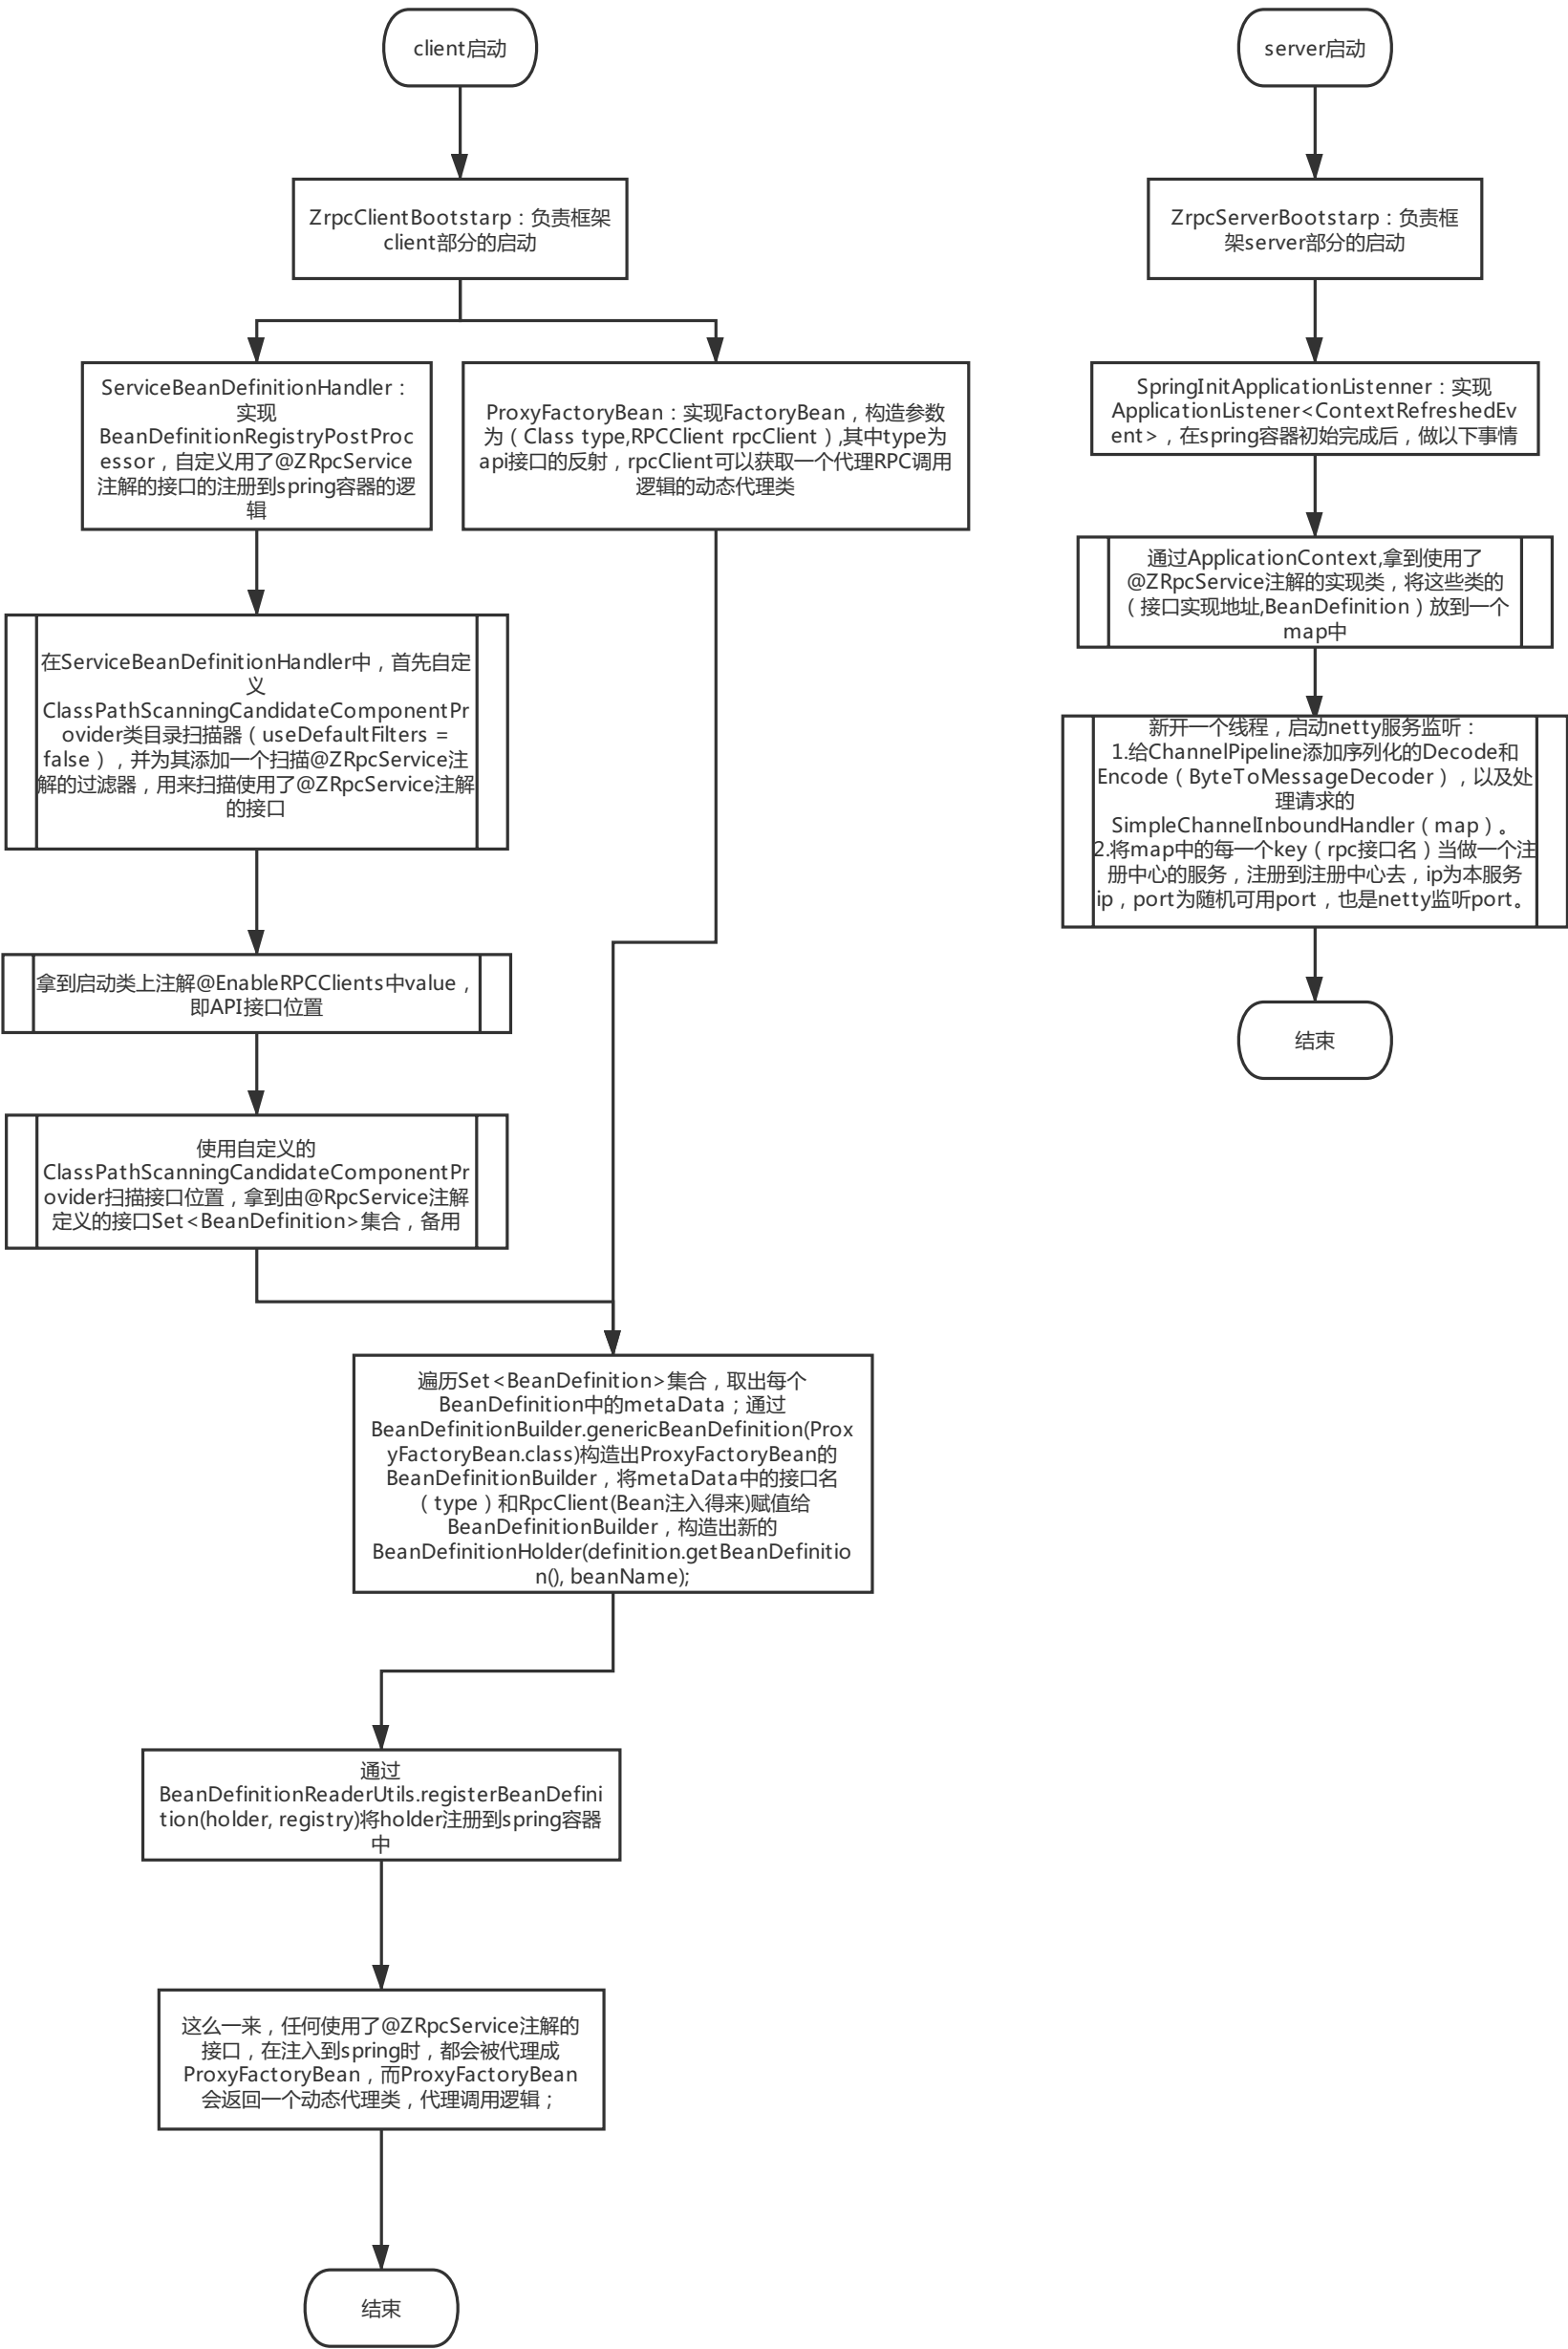 client启动
ZrpcClientBootstarp：负责框架
client部分的启动
ServiceBeanDefinitionHandler：
实现
BeanDefinitionRegistryPostProc
essor，自定义用了@ZRpcService
注解的接口的注册到spring容器的逻
辑
ProxyFactoryBean：实现FactoryBean，构造参数
为（Class type,RPCClient rpcClient）,其中type为
api接口的反射，rpcClient可以获取一个代理RPC调用
逻辑的动态代理类
在ServiceBeanDefinitionHandler中，首先自定
义
ClassPathScanningCandidateComponentPr
ovider类目录扫描器（useDefaultFilters =
false），并为其添加一个扫描@ZRpcService注
解的过滤器，用来扫描使用了@ZRpcService注解
的接口
拿到启动类上注解@EnableRPCClients中value，
即API接口位置
使用自定义的
ClassPathScanningCandidateComponentPr
ovider扫描接口位置，拿到由@RpcService注解
定义的接口Set<BeanDefinition>集合，备用
遍历Set<BeanDefinition>集合，取出每个
BeanDefinition中的metaData；通过
BeanDefinitionBuilder.genericBeanDefinition(Prox
yFactoryBean.class)构造出ProxyFactoryBean的
BeanDefinitionBuilder，将metaData中的接口名
（type）和RpcClient(Bean注入得来)赋值给
BeanDefinitionBuilder，构造出新的
BeanDefinitionHolder(definition.getBeanDefinitio
n(), beanName);
通过
BeanDefinitionReaderUtils.registerBeanDefini
tion(holder, registry)将holder注册到spring容器
中
这么一来，任何使用了@ZRpcService注解的
接口，在注入到spring时，都会被代理成
ProxyFactoryBean，而ProxyFactoryBean
会返回一个动态代理类，代理调用逻辑；
结束
server启动
ZrpcServerBootstarp：负责框
架server部分的启动
SpringInitApplicationListenner：实现
ApplicationListener<ContextRefreshedEv
ent>，在spring容器初始完成后，做以下事情
通过ApplicationContext,拿到使用了
@ZRpcService注解的实现类，将这些类的
（接口实现地址,BeanDefinition）放到一个
map中
新开一个线程，启动netty服务监听：
1.给ChannelPipeline添加序列化的Decode和
Encode（ByteToMessageDecoder），以及处
理请求的
SimpleChannelInboundHandler（map）。
2.将map中的每一个key（rpc接口名）当做一个注
册中心的服务，注册到注册中心去，ip为本服务
ip，port为随机可用port，也是netty监听port。
结束